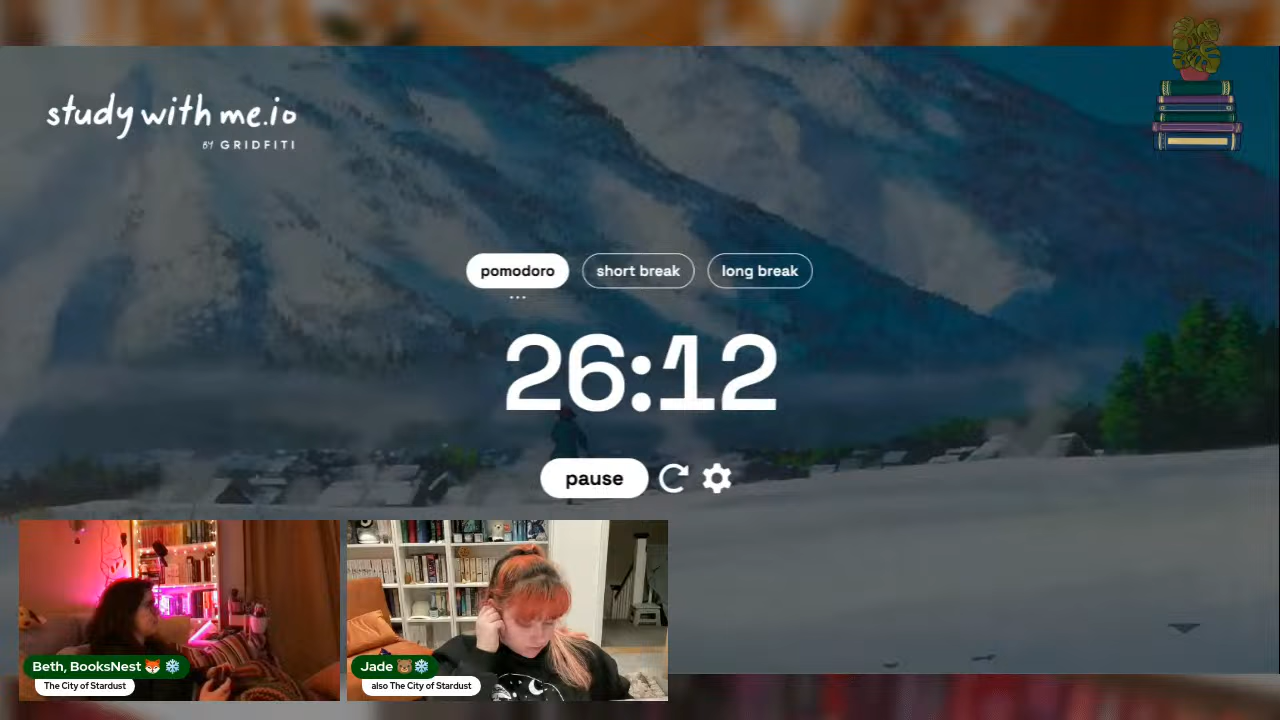 study with me.io
BY GRIDFITI
pomodoro
short break
long break
26:12
pause
Beth, BooksNest 🦊 ❄️
The City of Stardust
Jade 🐻❄️
also The City of Stardust